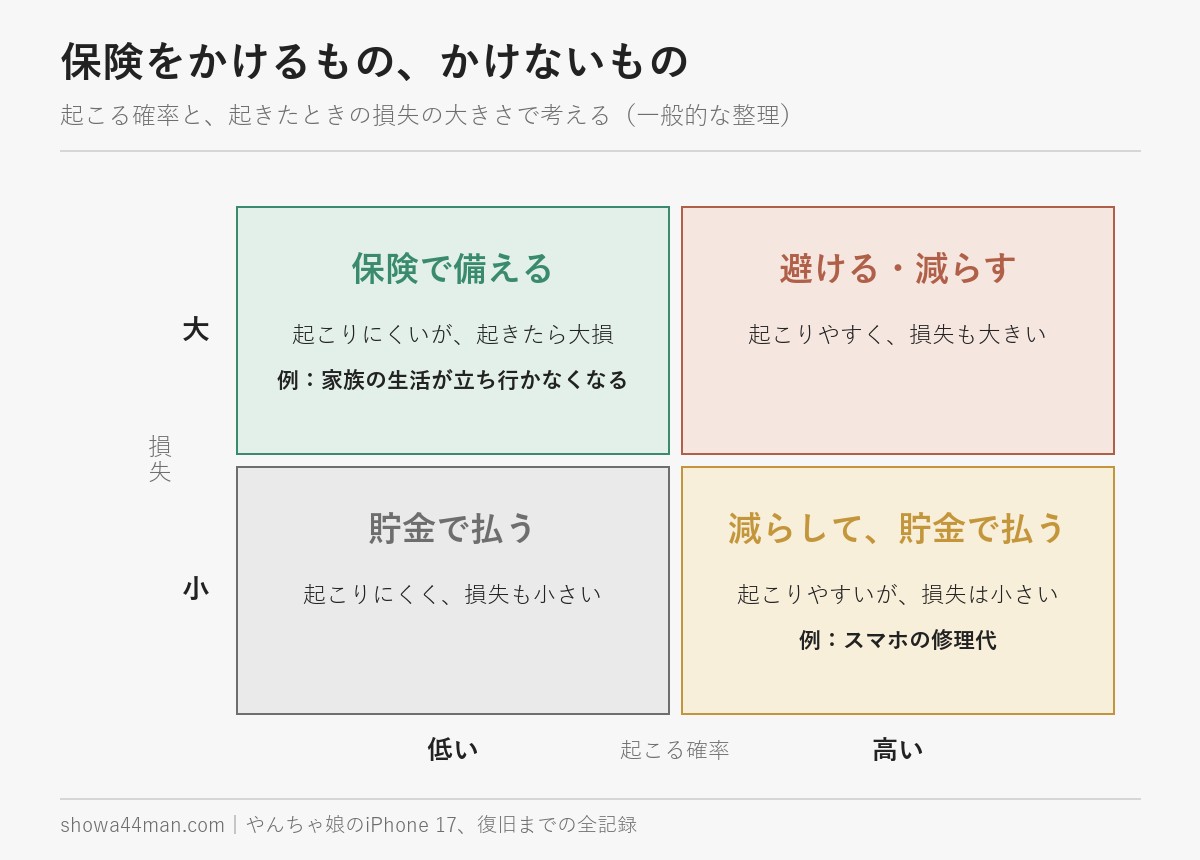 保険をかけるもの、かけないもの
起こる確率と、起きたときの損失の大きさで考える（一般的な整理）
保険で備える
起こりにくいが、起きたら大損
例：家族の生活が立ち行かなくなる
避ける・減らす
起こりやすく、損失も大きい
大
損失
小
貯金で払う
起こりにくく、損失も小さい
減らして、貯金で払う
起こりやすいが、損失は小さい
例：スマホの修理代
低い
起こる確率
高い
showa44man.com｜やんちゃ娘のiPhone 17、復旧までの全記録